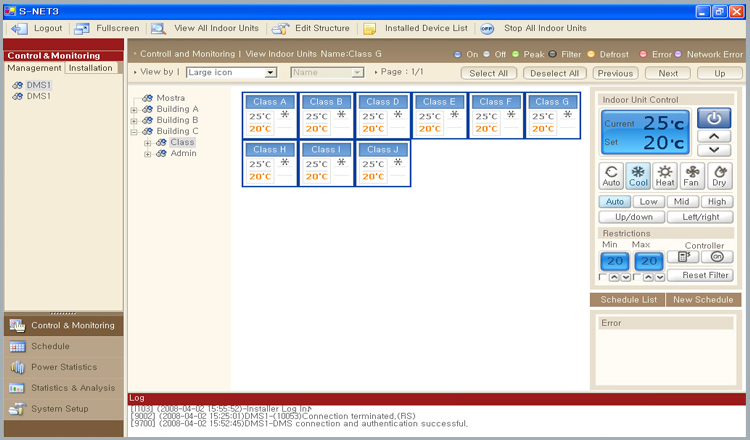 S-NET3
Logout Fullscreen View All Indoor Units Edit Structure Installed Device List Stop All Indoor Units
Control & Monitoring
Management Installation
DMS1
DMS1
Controll and Monitoring | View Indoor Units Name:Class G
On Off Peak Filter Defrost Error Network Error
View by | Large icon Name Page : 1/1 Select All Deselect All Previous Next Up
Mostra
Building A
Building B
Building C
Class
Admin
Class A Class B Class D Class E Class F Class G
25°C 25°C 25°C 25°C 25°C 25°C
20°C 20°C 20°C 20°C 20°C 20°C
Class H Class I Class J
25°C 25°C 25°C
20°C 20°C 20°C
Indoor Unit Control
Current 25°C
Set 20°C
Auto Cool Heat Fan Dry
Auto Low Mid High
Up/down Left/right
Restrictions
Min Max Controller
20 20 On
Reset Filter
Schedule List New Schedule
Error
Control & Monitoring
Schedule
Power Statistics
Statistics & Analysis
System Setup
Log
[1103] (2008-04-02 15:55:52)-Installer Log In
[9002] (2008-04-02 15:25:01)DMS1-(10053)Connection terminated.(RS)
[9700] (2008-04-02 15:52:45)DMS1-DMS connection and authentication successful.